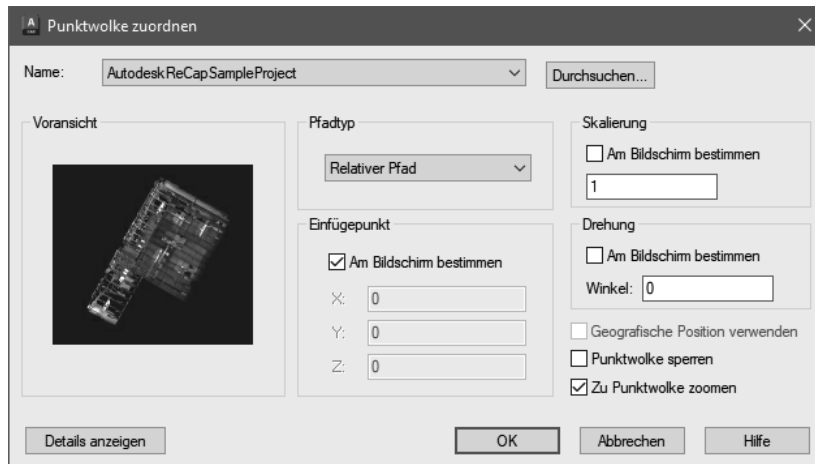 A
CAD
Punktwolke zuordnen
Name:
AutodeskReCapSampleProject
Durchsuchen...
Voransicht
Pfadtyp
Relativer Pfad
Einfügepunkt
Am Bildschirm bestimmen
X: 0
Y: 0
Z: 0
Skalierung
Am Bildschirm bestimmen
1
Drehung
Am Bildschirm bestimmen
Winkel: 0
Geografische Position verwenden
Punktwolke sperren
Zu Punktwolke zoomen
Details anzeigen
OK
Abbrechen
Hilfe